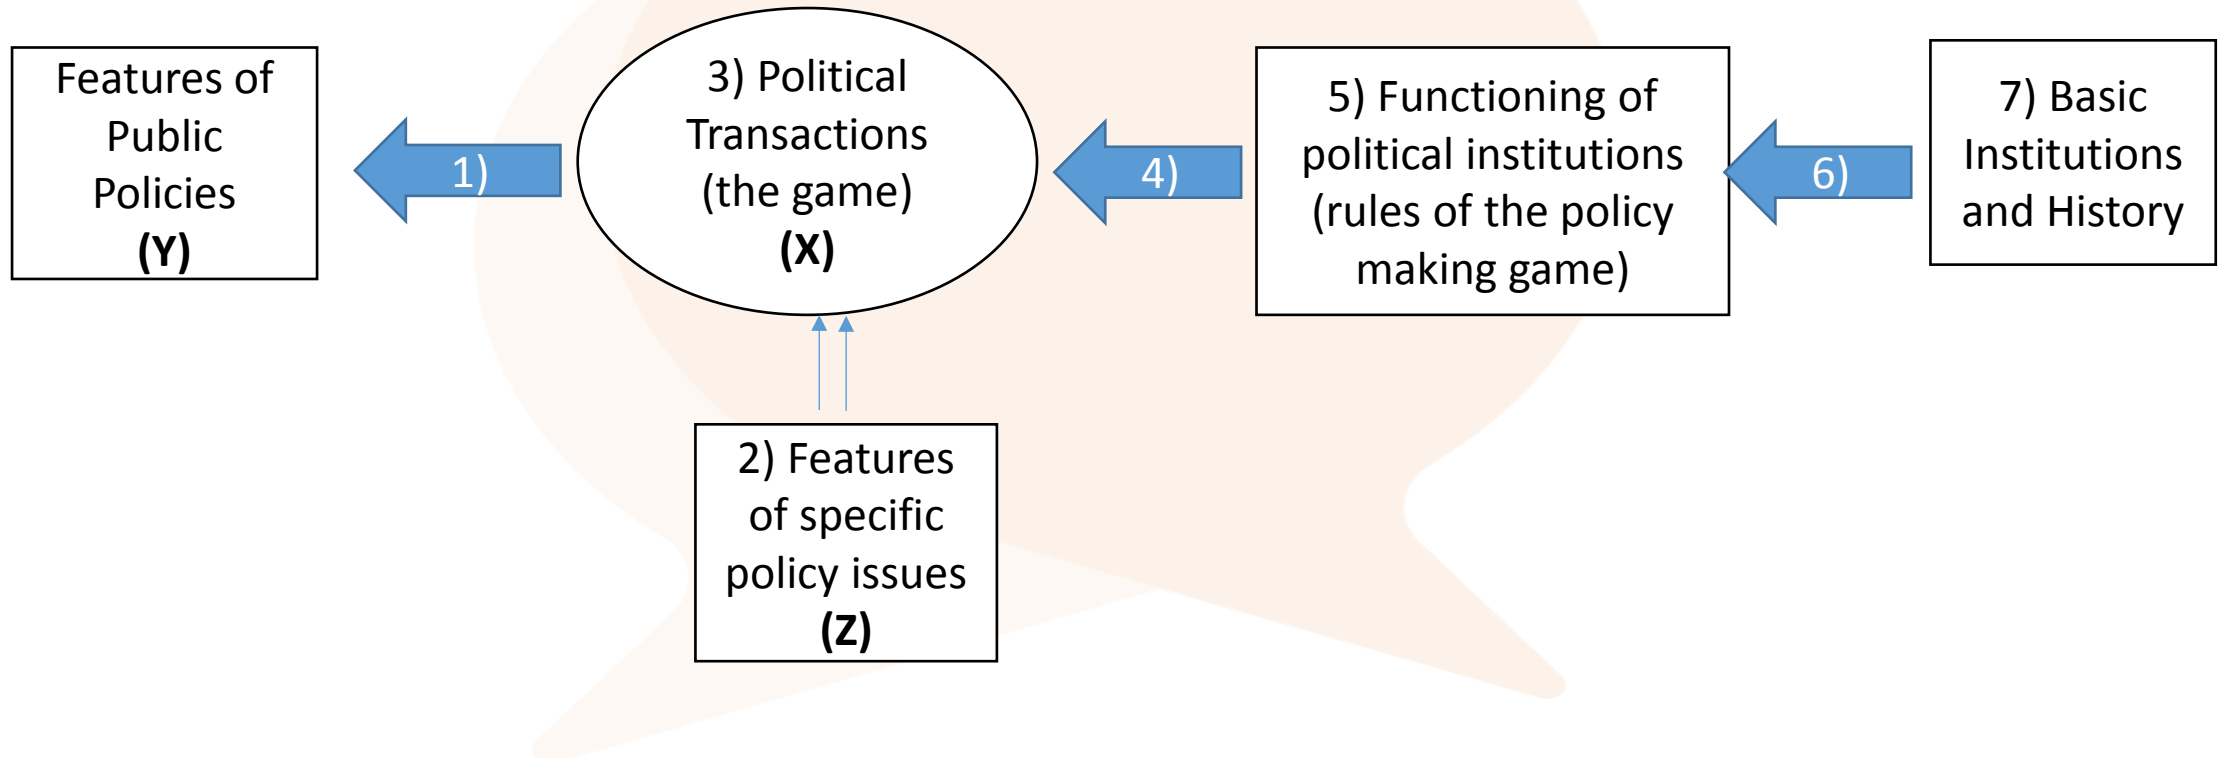 Features of
Public
Policies
(Y)
1)
3) Political
Transactions
(the game)
(X)
4)
5) Functioning of
political institutions
(rules of the policy
making game)
6)
7) Basic
Institutions
and History
2) Features
of specific
policy issues
(Z)